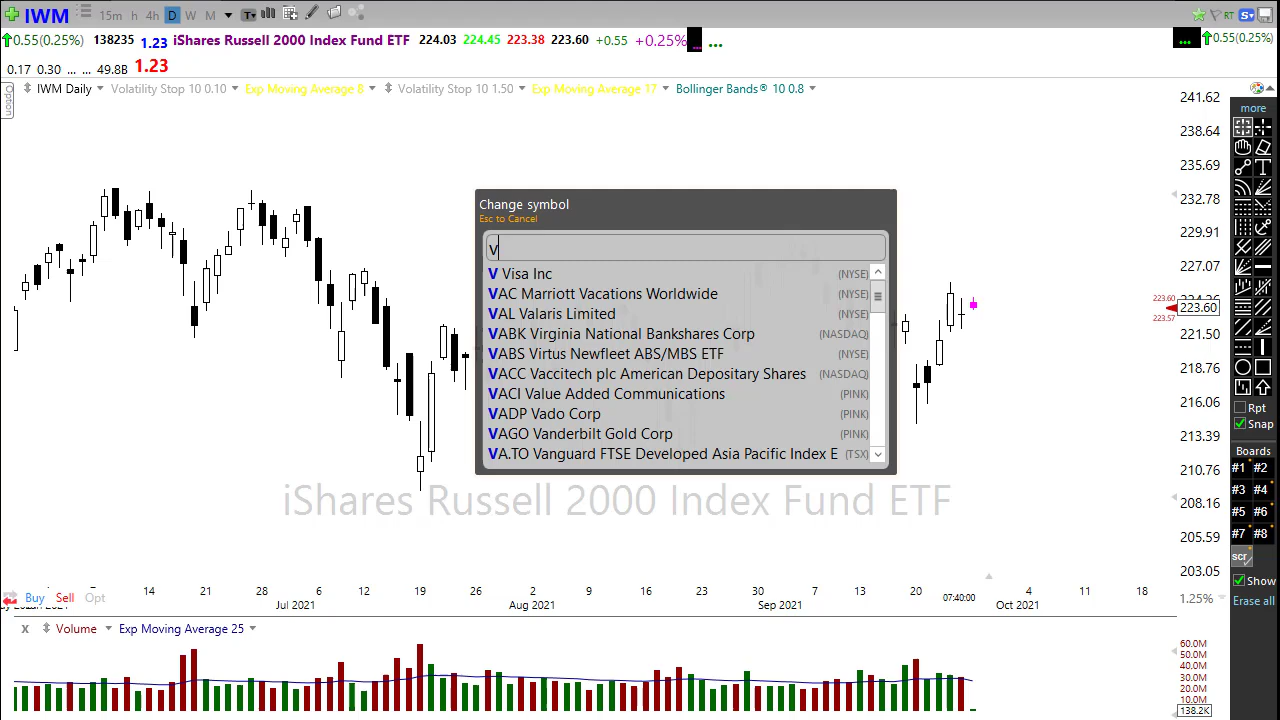 IWM 15m h 4h D W M T RT S
0.55(0.25%) 138235 1.23 iShares Russell 2000 Index Fund ETF 224.03 224.45 223.38 223.60 +0.55 +0.25% ... ... ... 0.55(0.25%)
0.17 0.30 ... ... 49.8B 1.23
Option
IWM Daily Volatility Stop 10 0.10 Exp Moving Average 8 Volatility Stop 10 1.50 Exp Moving Average 17 Bollinger Bands® 10 0.8
241.62
238.64
235.69
232.78
229.91
227.07
223.60
223.60
223.57
221.50
218.76
216.06
213.39
210.76
208.16
205.59
203.05
1.25%
Change symbol
Esc to Cancel
V
V Visa Inc (NYSE)
VAC Marriott Vacations Worldwide (NYSE)
VAL Valaris Limited (NYSE)
VABK Virginia National Bankshares Corp (NASDAQ)
VABS Virtus Newfleet ABS/MBS ETF (NYSE)
VACC Vaccitech plc American Depositary Shares (NASDAQ)
VACI Value Added Communications (PINK)
VADP Vado Corp (PINK)
VAGO Vanderbilt Gold Corp (PINK)
VA.TO Vanguard FTSE Developed Asia Pacific Index E (TSX)
iShares Russell 2000 Index Fund ETF
14 21 28 6 12 19 26 2 9 16 23 30 7 13 20 07:40:00 4 11 18
Jul 2021 Aug 2021 Sep 2021 Oct 2021
Buy Sell Opt
x Volume Exp Moving Average 25
60.0M
50.0M
40.0M
30.0M
20.0M
10.0M
138.2K
more
T
Rpt
Snap
Boards
#1 #2
#3 #4
#5 #6
#7 #8
scr
Show
Erase all